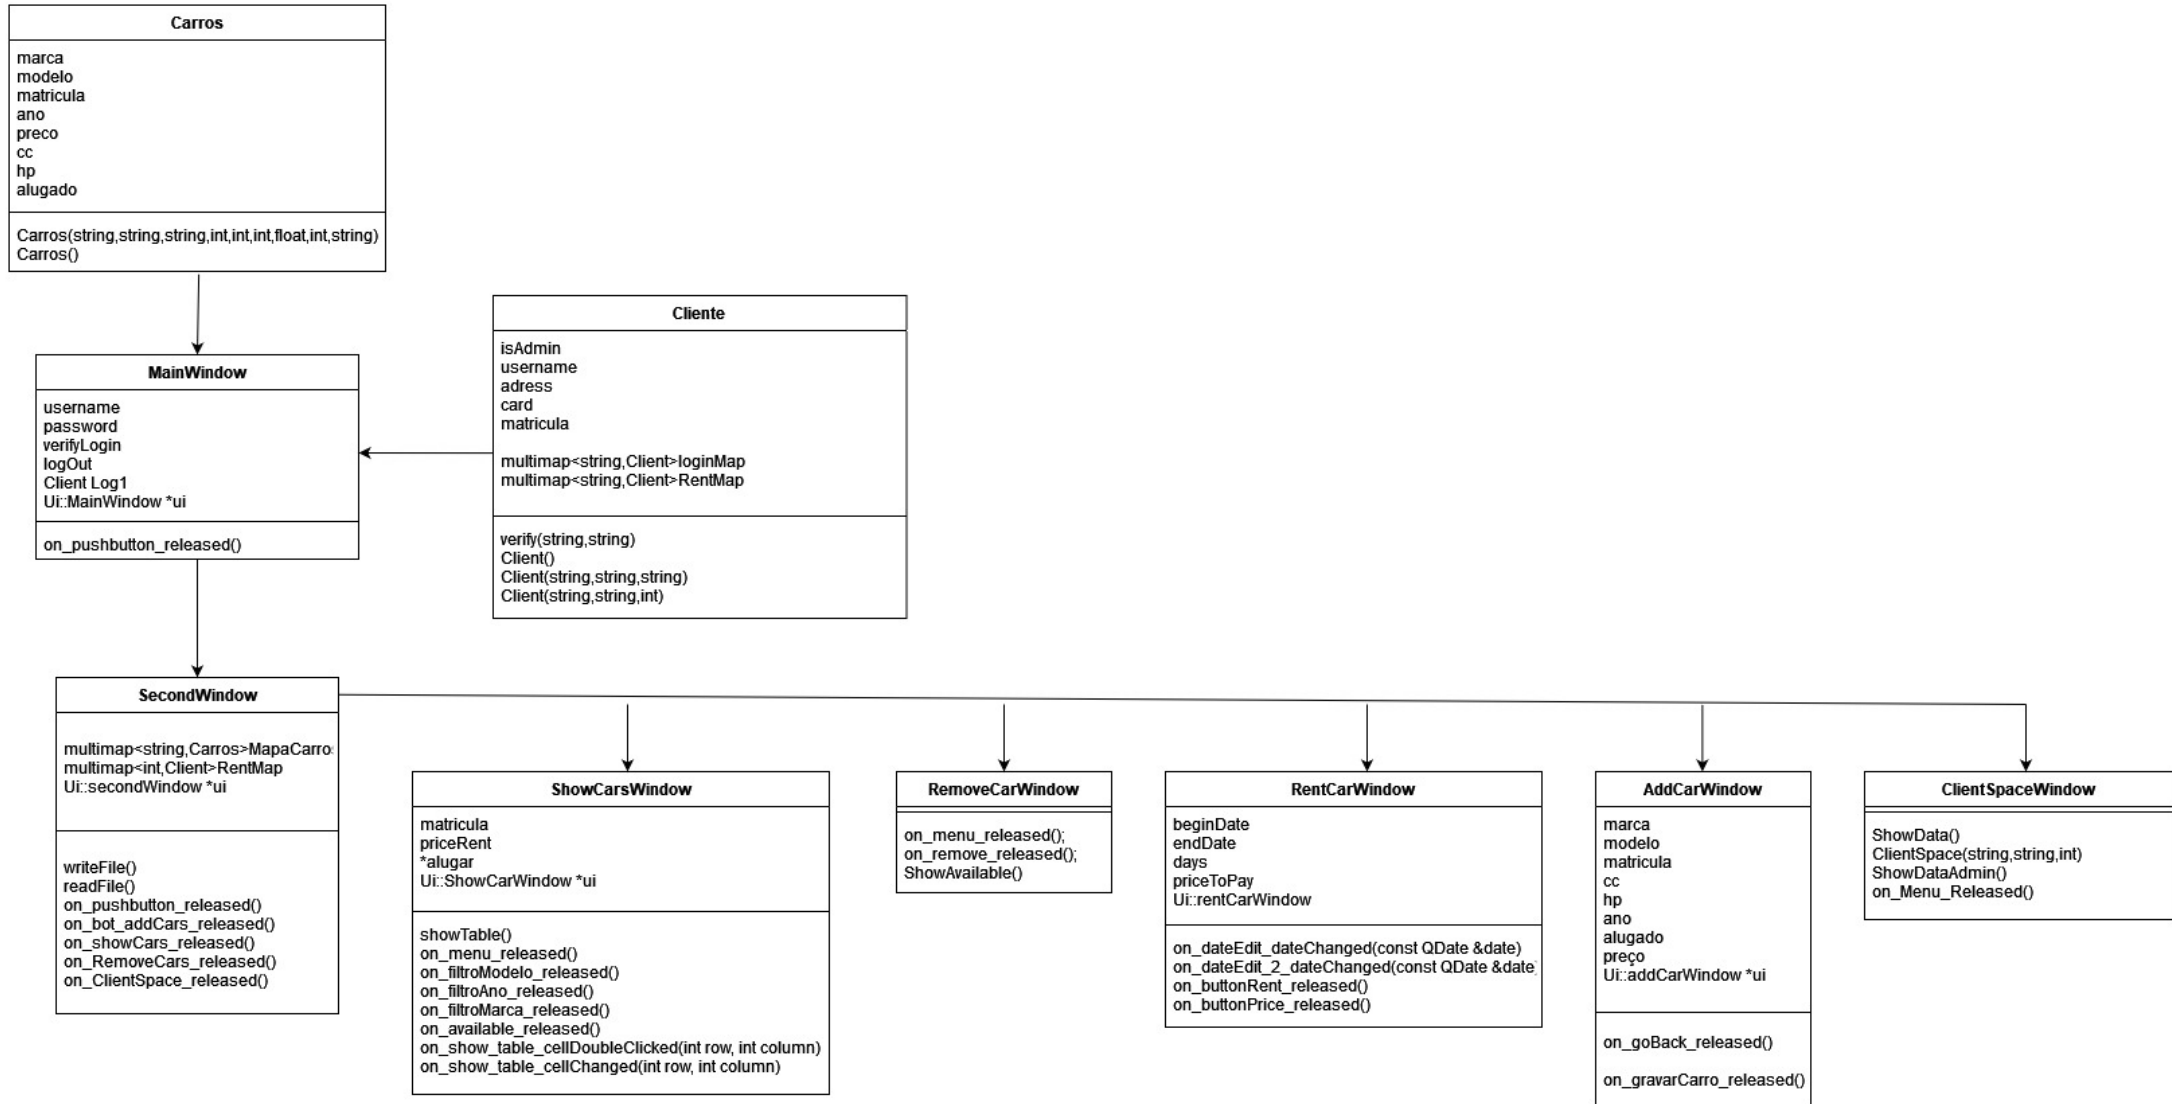 Carros
marca
modelo
matricula
ano
preco
cc
hp
alugado
Carros(string,string,string,int,int,int,float,int,string)
Carros()
Cliente
isAdmin
username
adress
card
matricula
multimap<string,Client>loginMap
multimap<string,Client>RentMap
verify(string,string)
Client()
Client(string,string,string)
Client(string,string,int)
MainWindow
username
password
verifyLogin
logOut
Client Log1
Ui::MainWindow *ui
on_pushbutton_released()
SecondWindow
multimap<string,Carros>MapaCarro
multimap<int,Client>RentMap
Ui::secondWindow *ui
writeFile()
readFile()
on_pushbutton_released()
on_bot_addCars_released()
on_showCars_released()
on_RemoveCars_released()
on_ClientSpace_released()
ShowCarsWindow
matricula
priceRent
*alugar
Ui::ShowCarWindow *ui
showTable()
on_menu_released()
on_filtroModelo_released()
on_filtroAno_released()
on_filtroMarca_released()
on_available_released()
on_show_table_cellDoubleClicked(int row, int column)
on_show_table_cellChanged(int row, int column)
RemoveCarWindow
on_menu_released();
on_remove_released();
ShowAvailable()
RentCarWindow
beginDate
endDate
days
priceToPay
Ui::rentCarWindow
on_dateEdit_dateChanged(const QDate &date)
on_dateEdit_2_dateChanged(const QDate &date
on_buttonRent_released()
on_buttonPrice_released()
AddCarWindow
marca
modelo
matricula
cc
hp
ano
alugado
preço
Ui::addCarWindow *ui
on_goBack_released()
on_gravarCarro_released()
ClientSpaceWindow
ShowData()
ClientSpace(string,string,int)
ShowDataAdmin()
on_Menu_Released()